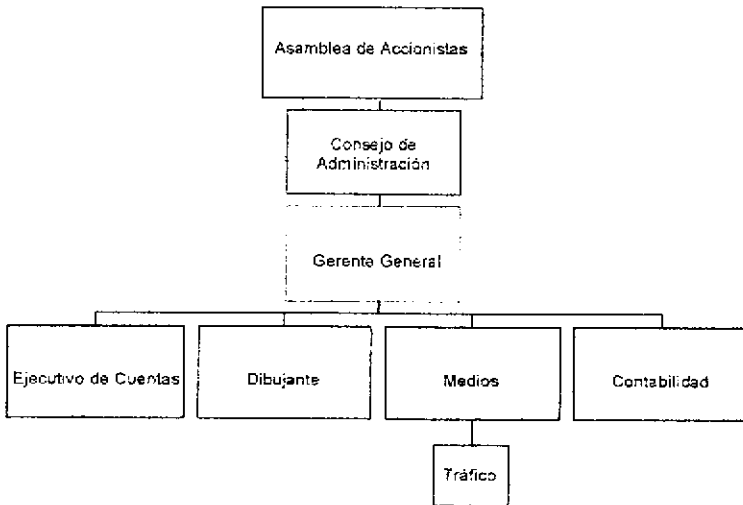 Asamblea de Accionistas
Consejo de
Administración
Gerente General
Ejecutivo de Cuentas
Dibujante
Medios
Contabilidad
Tráfico